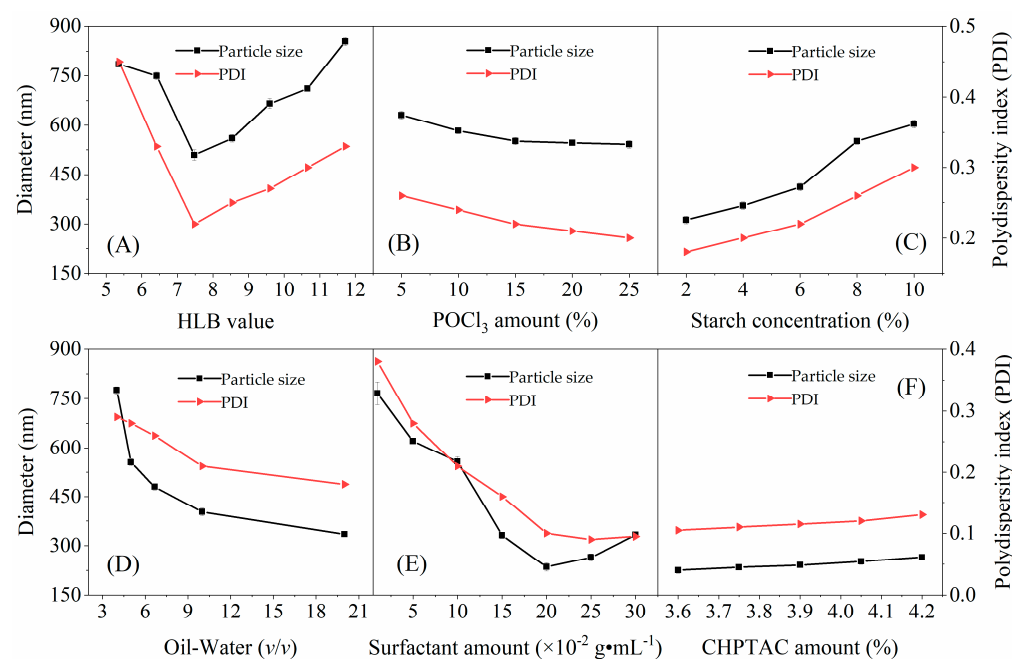 900
750
600
450
300
150
Diameter (nm)
Particle size
PDI
(A)
5 6 7 8 9 10 11 12
HLB value
Particle size
PDI
(B)
5 10 15 20 25
POCl₃ amount (%)
Particle size
PDI
(C)
2 4 6 8 10
Starch concentration (%)
0.5
0.4
0.3
0.2
Polydispersity index (PDI)
900
750
600
450
300
150
Diameter (nm)
Particle size
PDI
(D)
3 6 9 12 15 18 21
Oil-Water (v/v)
Particle size
PDI
(E)
5 10 15 20 25 30
Surfactant amount (×10⁻² g•mL⁻¹)
Particle size
PDI
(F)
3.6 3.7 3.8 3.9 4.0 4.1 4.2
CHPTAC amount (%)
0.4
0.3
0.2
0.1
0.0
Polydispersity index (PDI)